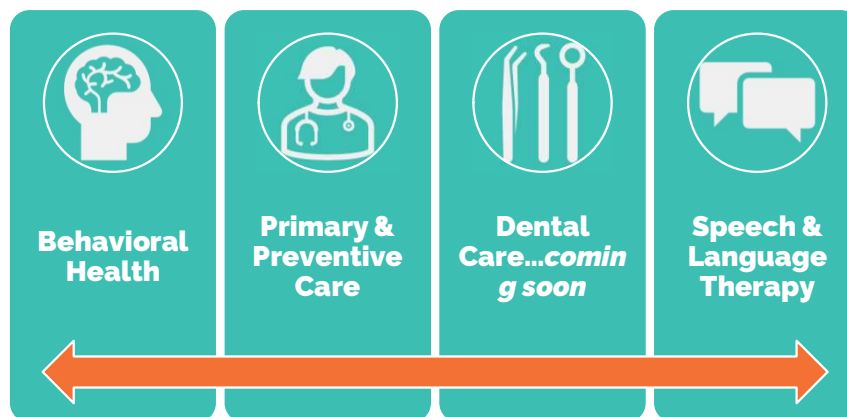 Behavioral
Health
Primary &
Preventive
Care
Dental
Care...comin
g soon
Speech &
Language
Therapy